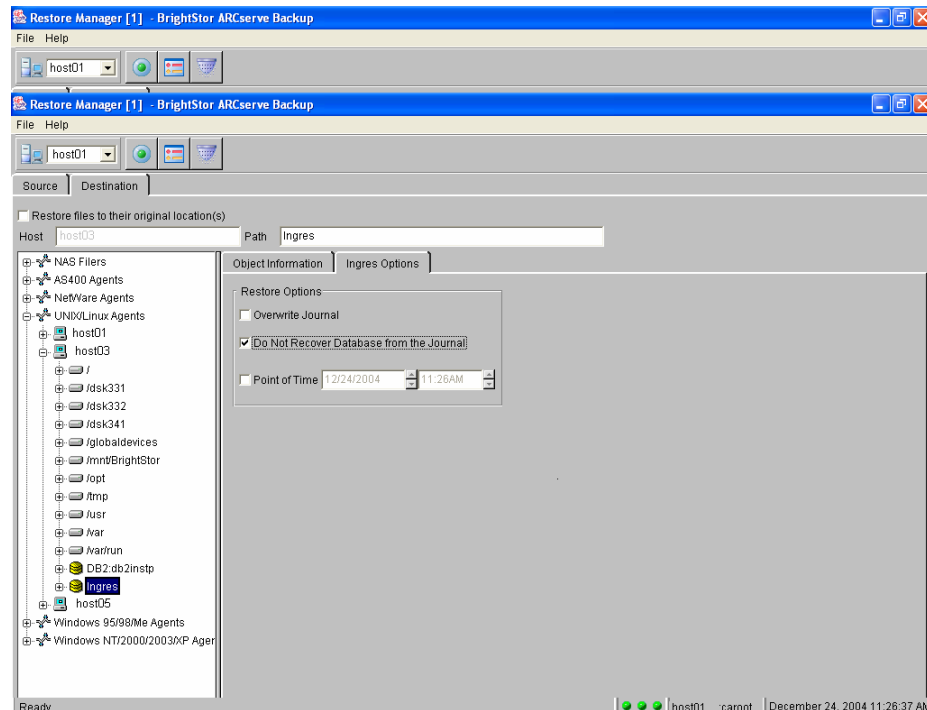 Restore Manager [1] - BrightStor ARCserve Backup
File Help
host01
Restore Manager [1] - BrightStor ARCserve Backup
File Help
host01
Source Destination
Restore files to their original location(s)
Host host03 Path Ingres
NAS Filers
AS400 Agents
NetWare Agents
UNIX/Linux Agents
host01
host03
/
/dsk331
/dsk332
/dsk341
/globaldevices
/mnt/BrightStor
/opt
/tmp
/usr
/var
/var/run
DB2:db2instp
Ingres
host05
Windows 95/98/Me Agents
Windows NT/2000/2003/XP Ager
Object Information Ingres Options
Restore Options
Overwrite Journal
Do Not Recover Database from the Journal
Point of Time 12/24/2004 11:26AM
Ready host01 :caroot December 24, 2004 11:26:37 AM